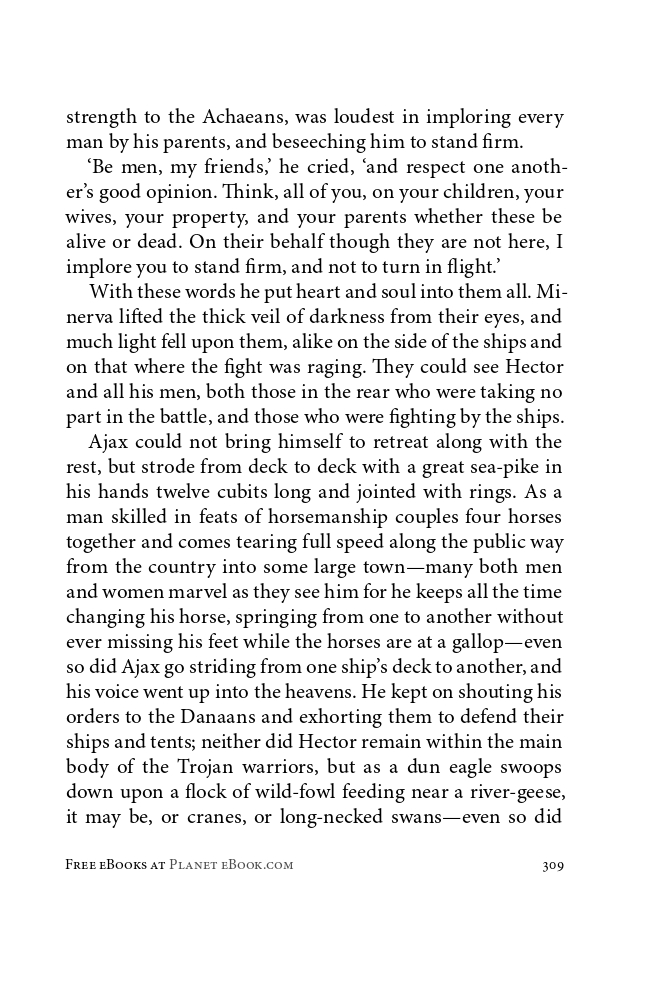 strength to the Achaeans, was loudest in imploring every
man by his parents, and beseeching him to stand firm.
‘Be men, my friends,’ he cried, ‘and respect one anoth-
er’s good opinion. Think, all of you, on your children, your
wives, your property, and your parents whether these be
alive or dead. On their behalf though they are not here, I
implore you to stand firm, and not to turn in flight.’
With these words he put heart and soul into them all. Mi-
nerva lifted the thick veil of darkness from their eyes, and
much light fell upon them, alike on the side of the ships and
on that where the fight was raging. They could see Hector
and all his men, both those in the rear who were taking no
part in the battle, and those who were fighting by the ships.
Ajax could not bring himself to retreat along with the
rest, but strode from deck to deck with a great sea-pike in
his hands twelve cubits long and jointed with rings. As a
man skilled in feats of horsemanship couples four horses
together and comes tearing full speed along the public way
from the country into some large town—many both men
and women marvel as they see him for he keeps all the time
changing his horse, springing from one to another without
ever missing his feet while the horses are at a gallop—even
so did Ajax go striding from one ship’s deck to another, and
his voice went up into the heavens. He kept on shouting his
orders to the Danaans and exhorting them to defend their
ships and tents; neither did Hector remain within the main
body of the Trojan warriors, but as a dun eagle swoops
down upon a flock of wild-fowl feeding near a river-geese,
it may be, or cranes, or long-necked swans—even so did
Free eBooks at Planet eBook.com 309